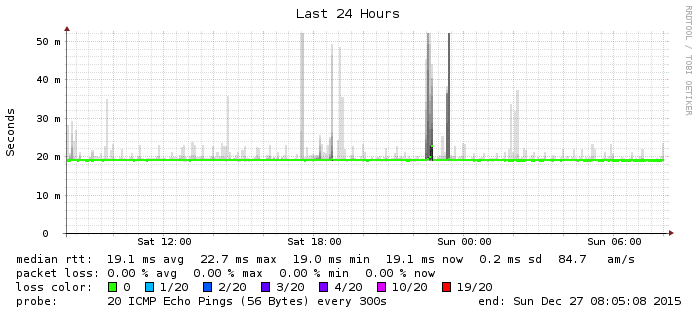 Last 24 Hours
RRDTOOL / TOBI OETIKER
Seconds
50 m
40 m
30 m
20 m
10 m
0
Sat 12:00 Sat 18:00 Sun 00:00 Sun 06:00
median rtt: 19.1 ms avg 22.7 ms max 19.0 ms min 19.1 ms now 0.2 ms sd 84.7 am/s
packet loss: 0.00 % avg 0.00 % max 0.00 % min 0.00 % now
loss color: 0 1/20 2/20 3/20 4/20 10/20 19/20
probe: 20 ICMP Echo Pings (56 Bytes) every 300s end: Sun Dec 27 08:05:08 2015